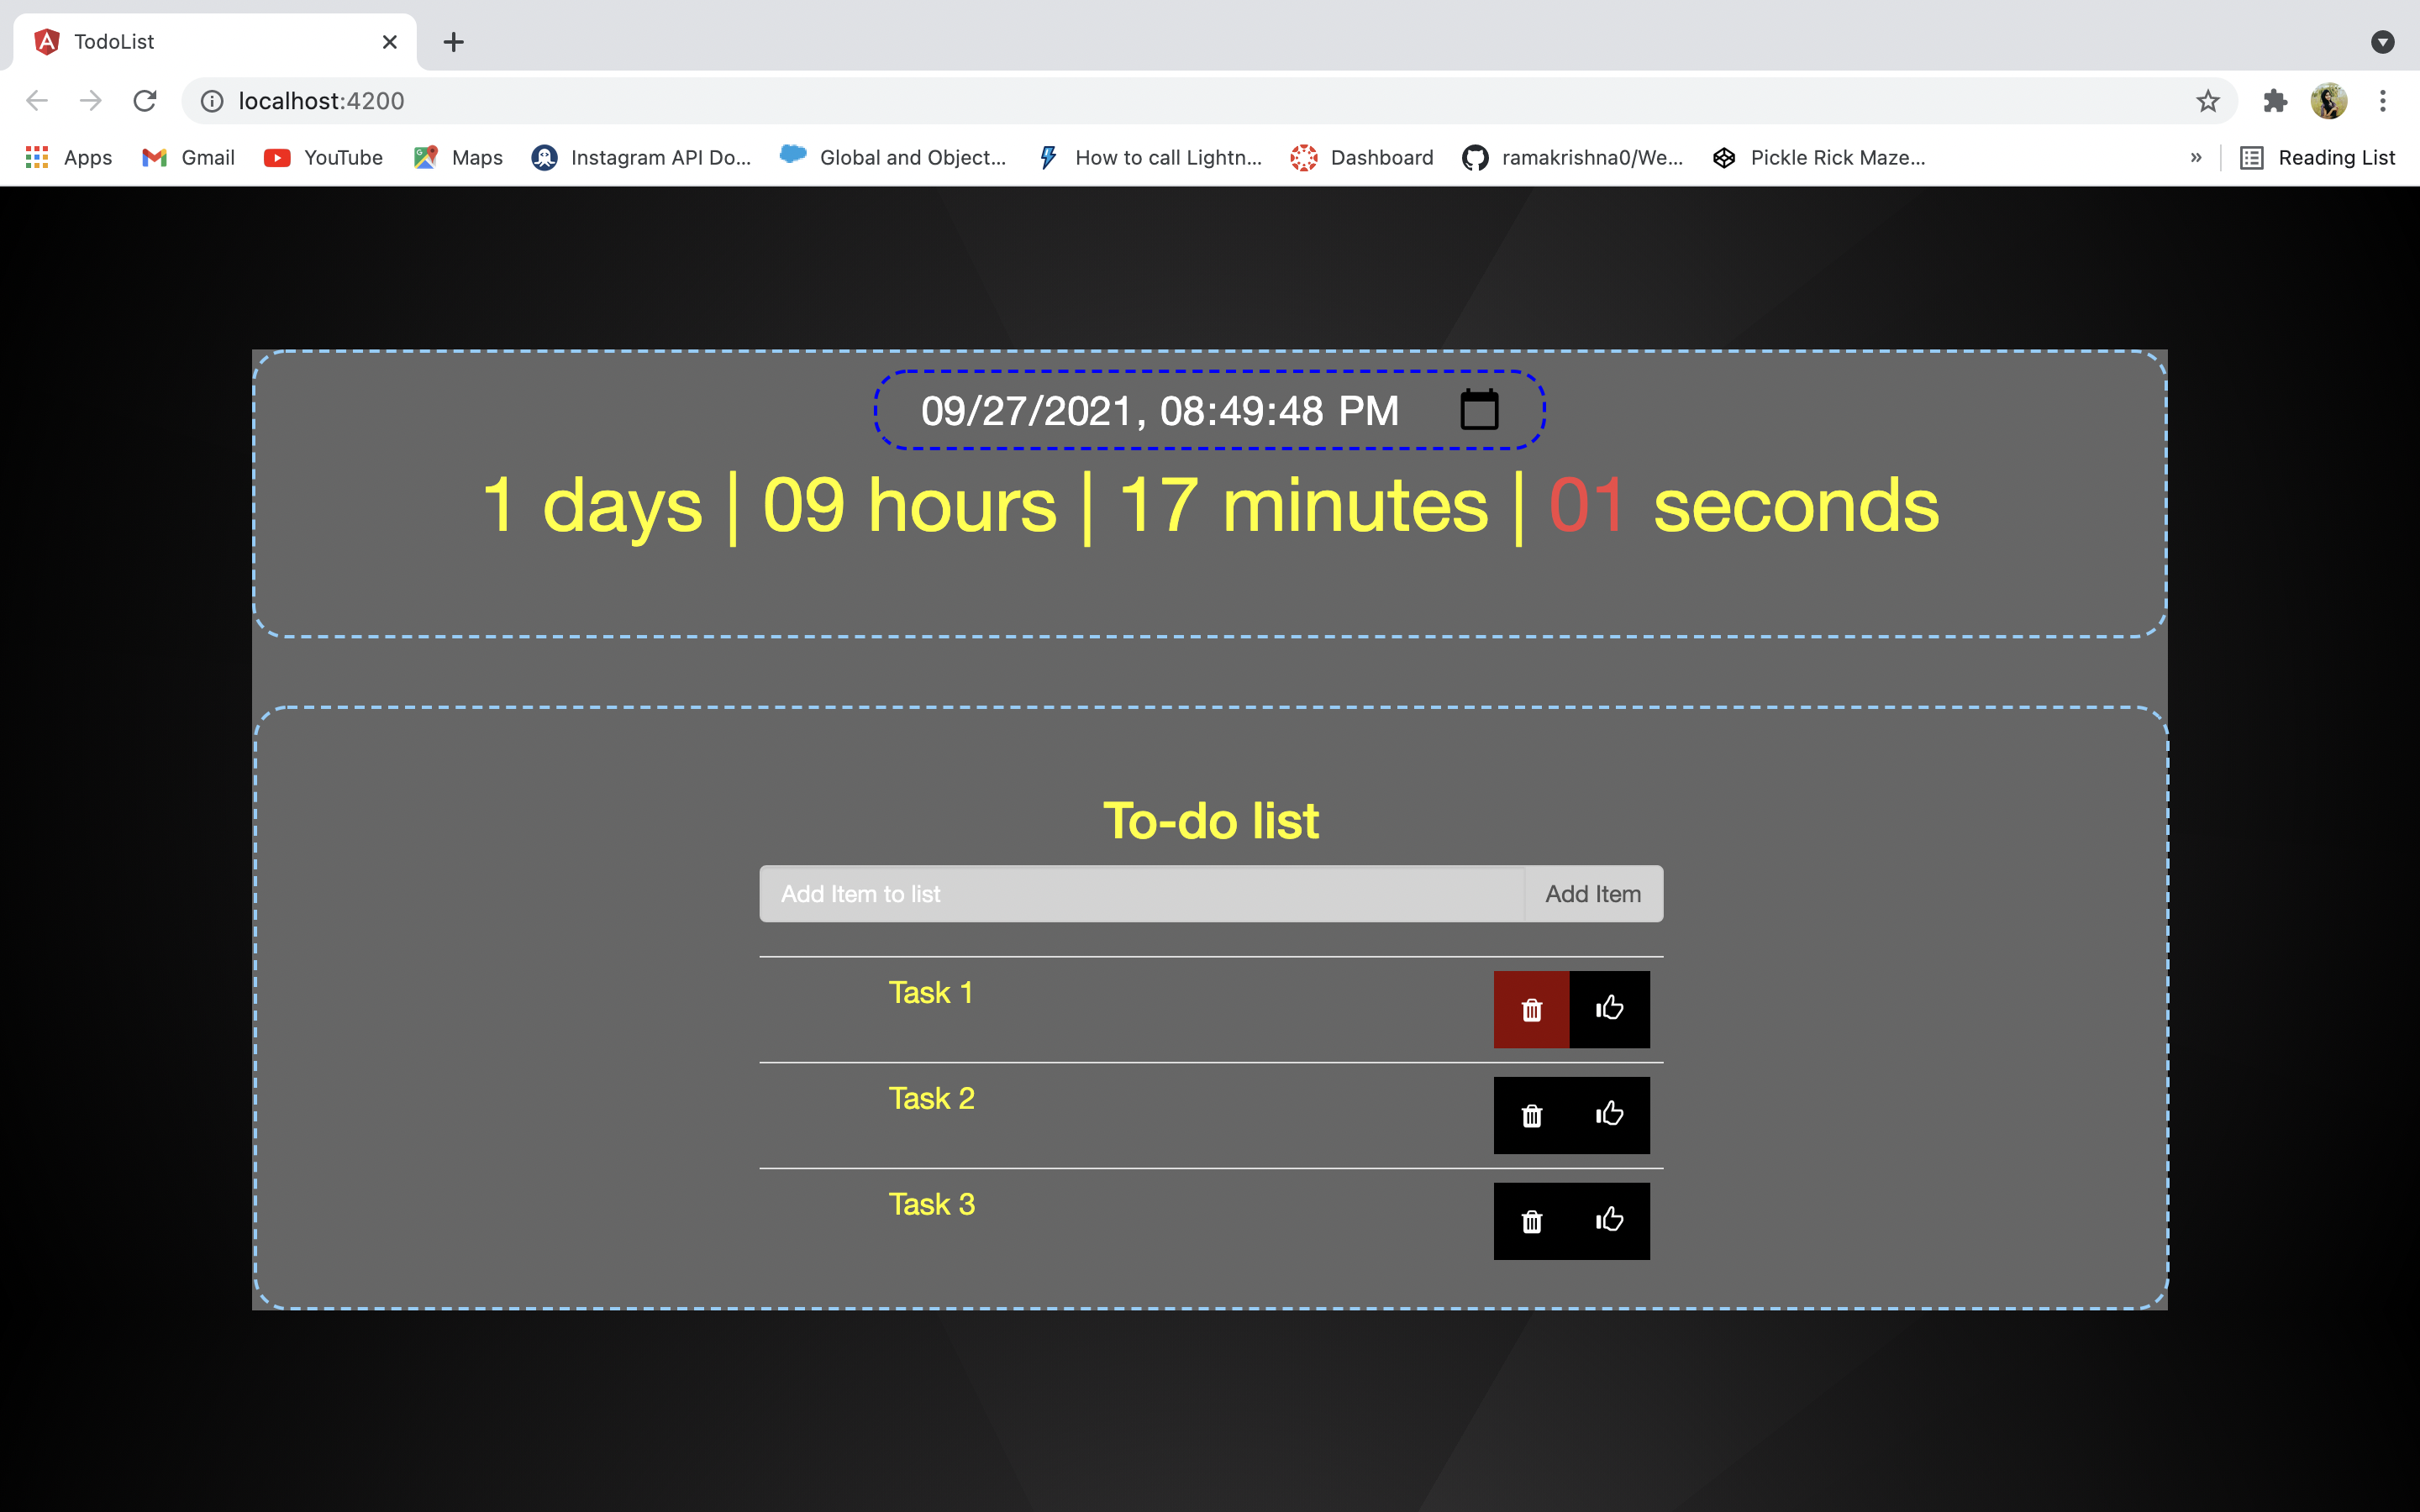 TodoList
localhost:4200
Apps Gmail YouTube Maps Instagram API Do... Global and Object... How to call Lightn... Dashboard ramakrishna0/We... Pickle Rick Maze... » Reading List
09/27/2021, 08:49:48 PM
1 days | 09 hours | 17 minutes | 01 seconds
To-do list
Add Item to list Add Item
Task 1
Task 2
Task 3